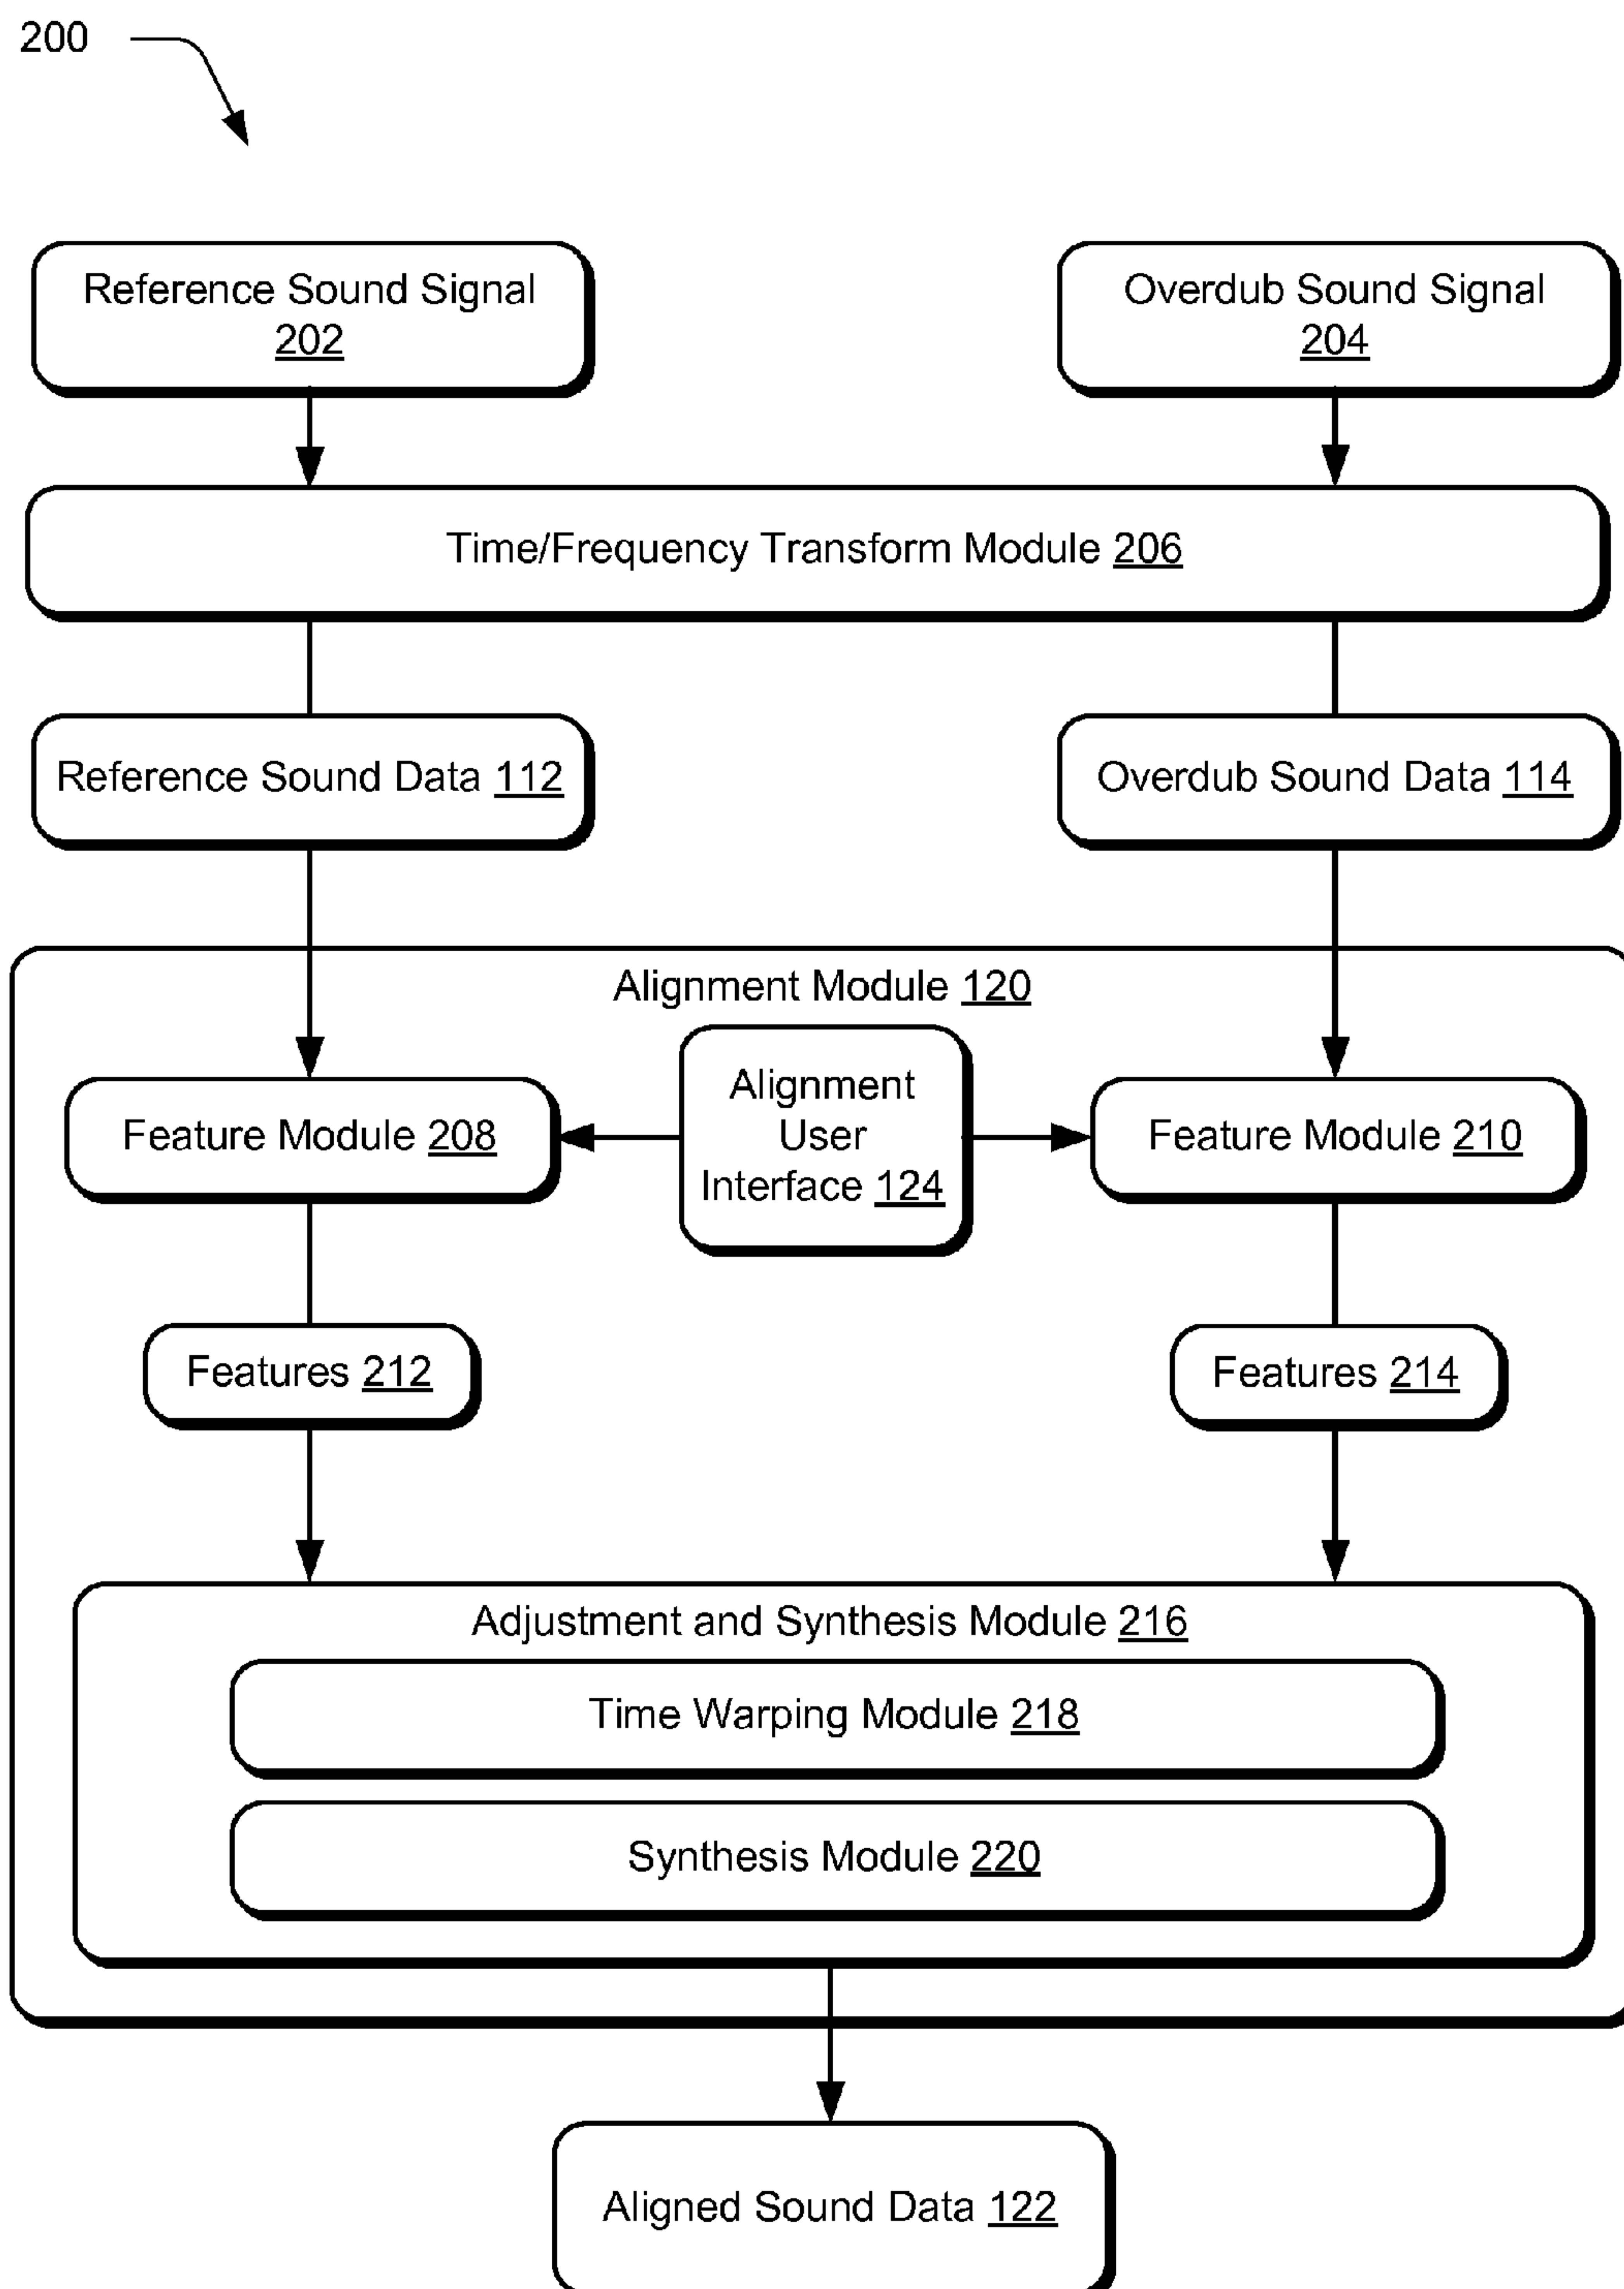 200
Reference Sound Signal
202
Overdub Sound Signal
204
Time/Frequency Transform Module 206
Reference Sound Data 112
Overdub Sound Data 114
Alignment Module 120
Feature Module 208
Alignment
User
Interface 124
Feature Module 210
Features 212
Features 214
Adjustment and Synthesis Module 216
Time Warping Module 218
Synthesis Module 220
Aligned Sound Data 122